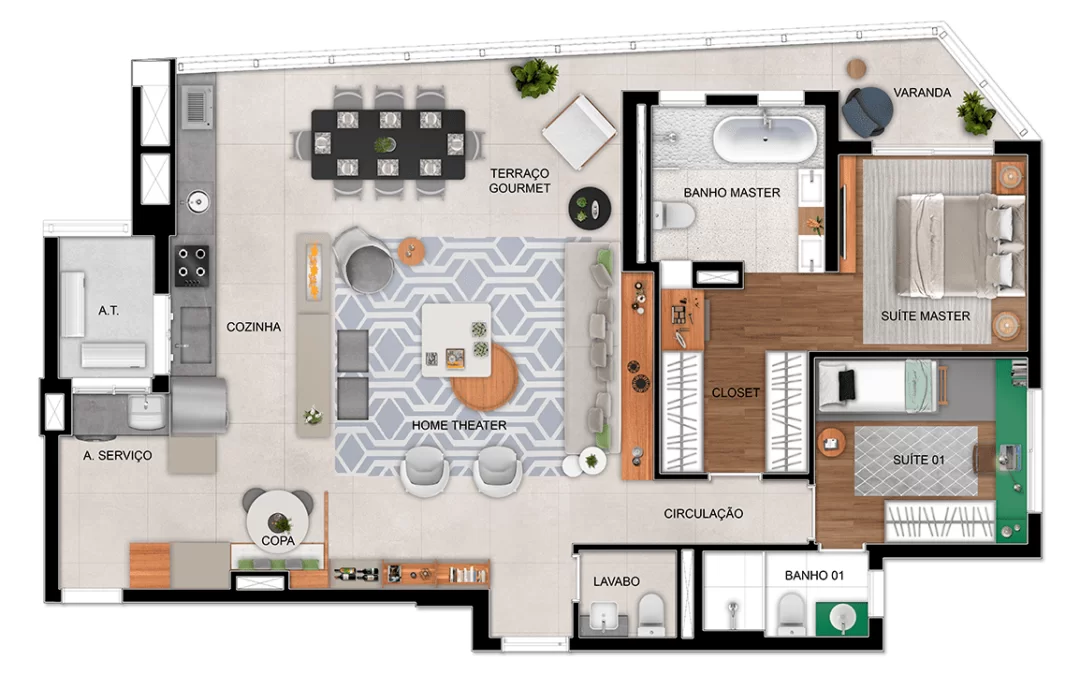 VARANDA
TERRAÇO
GOURMET
BANHO MASTER
A.T.
COZINHA
SUÍTE MASTER
CLOSET
HOME THEATER
A. SERVIÇO
SUÍTE 01
CIRCULAÇÃO
COPA
LAVABO
BANHO 01